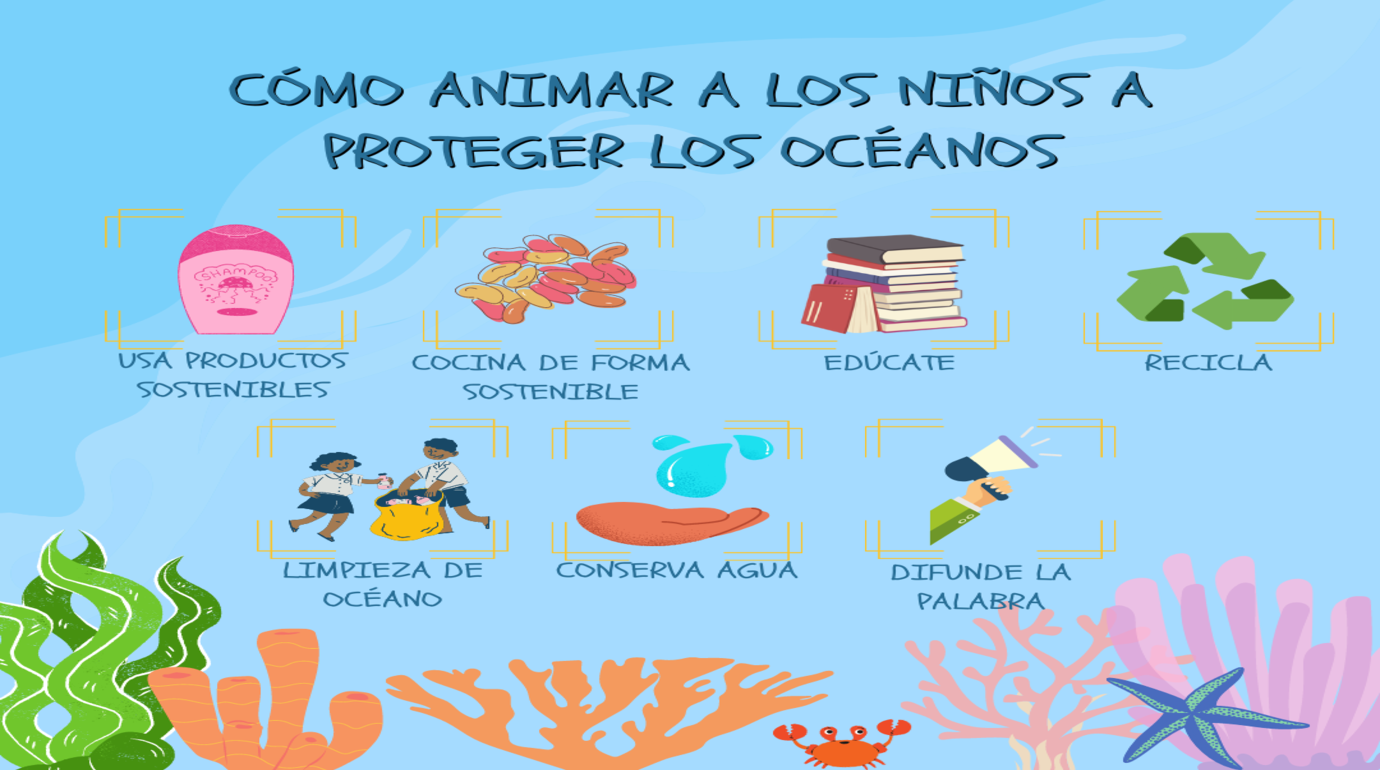 CÓMO ANIMAR A LOS NIÑOS A
PROTEGER LOS OCÉANOS
SHAMPOO
USA PRODUCTOS
SOSTENIBLES
COCINA DE FORMA
SOSTENIBLE
EDÚCATE
RECICLA
LIMPIEZA DE
OCÉANO
CONSERVA AGUA
DIFUNDE LA
PALABRA